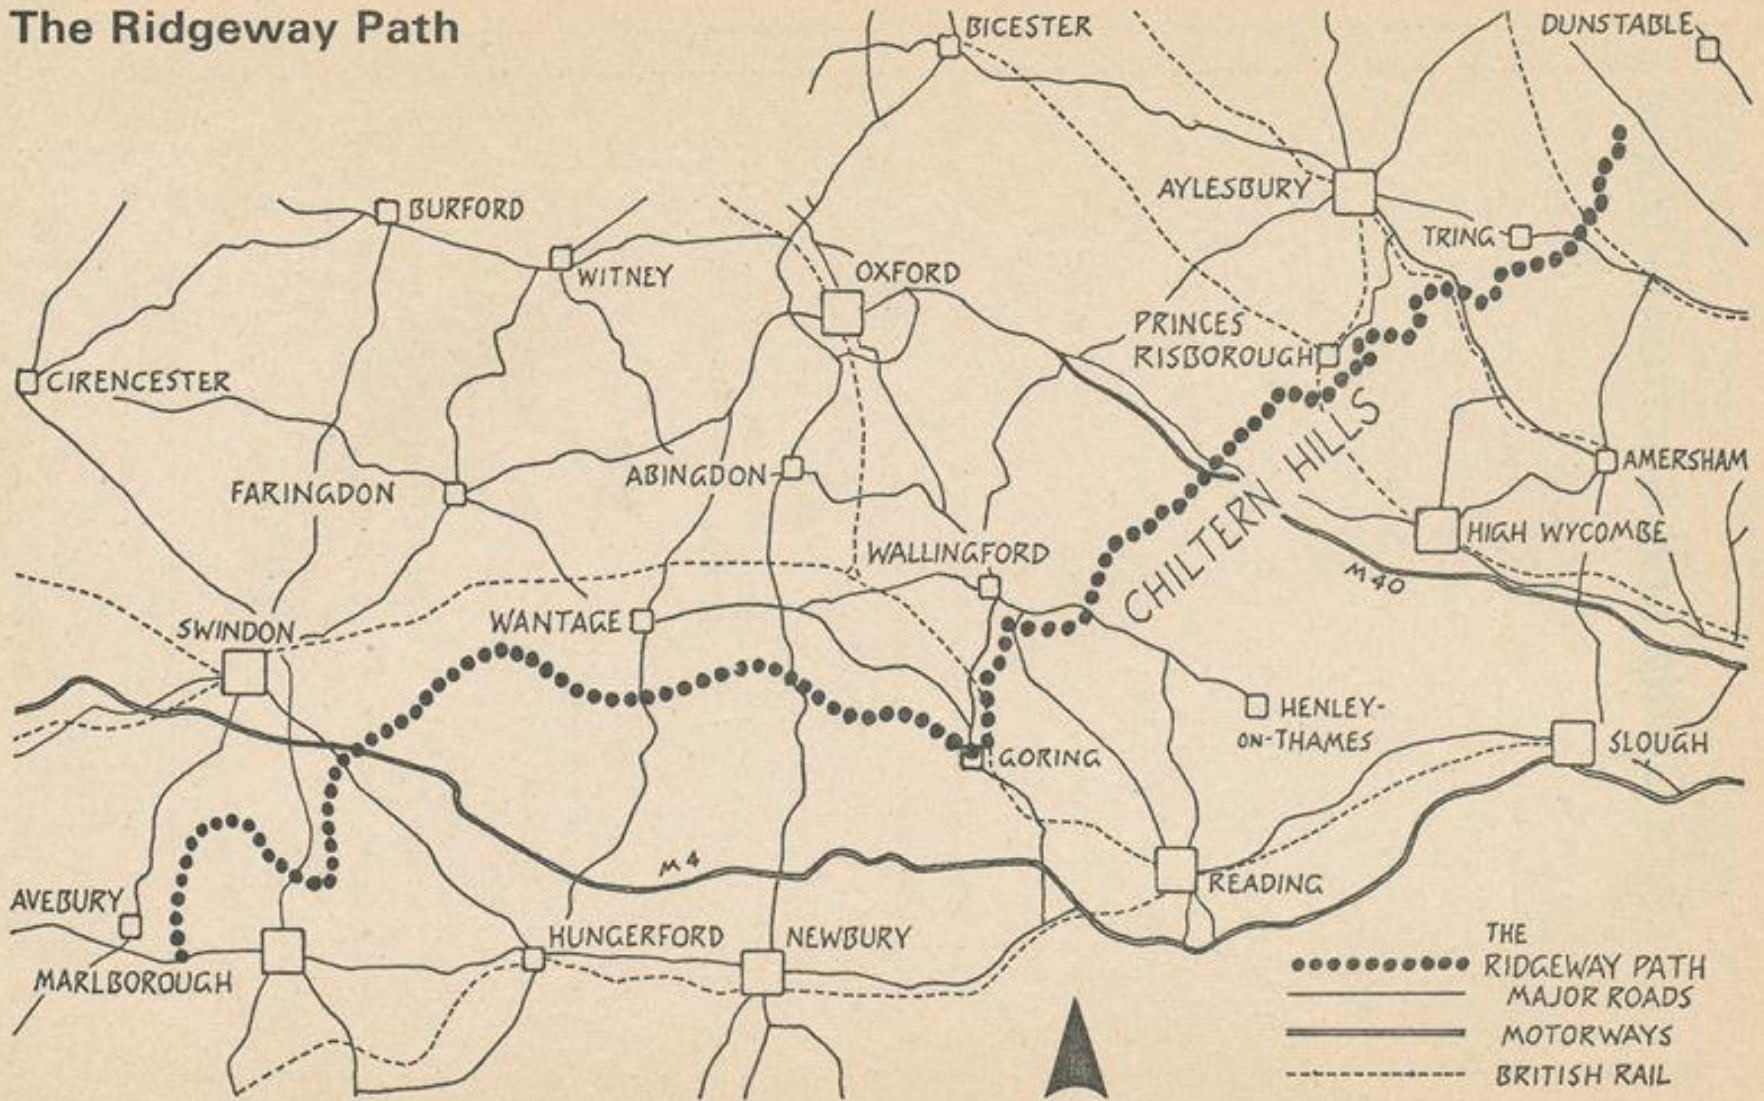 The Ridgeway Path
BICESTER
DUNSTABLE
AYLESBURY
BURFORD
TRING
WITNEY
OXFORD
PRINCES
RISBOROUGH
CIRENCESTER
CHILTERN HILLS
ABINGDON
AMERSHAM
FARINGDON
HIGH WYCOMBE
WALLINGFORD
M40
WANTAGE
SWINDON
HENLEY-
ON-THAMES
SLOUGH
GORING
M4
READING
AVEBURY
HUNGERFORD
NEWBURY
MARLBOROUGH
THE
RIDGEWAY PATH
MAJOR ROADS
MOTORWAYS
BRITISH RAIL